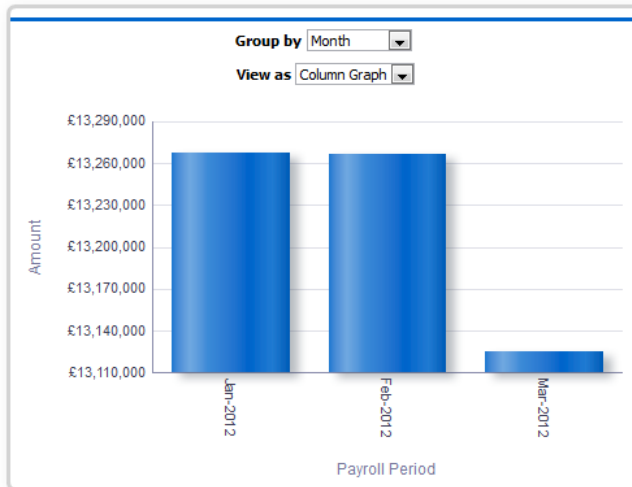 Group by Month
View as Column Graph
£13,290,000
£13,260,000
£13,230,000
£13,200,000
£13,170,000
£13,140,000
£13,110,000
Amount
Jan-2012
Feb-2012
Mar-2012
Payroll Period